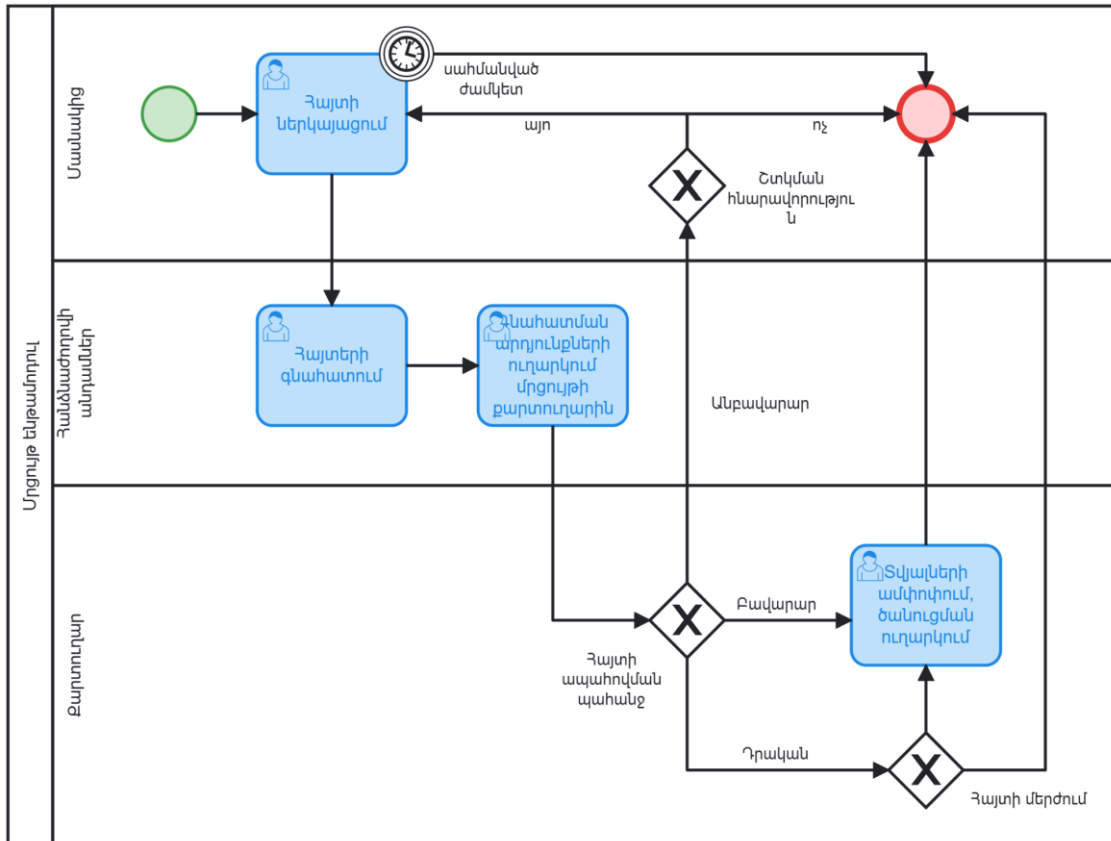 Մրցույթ ենթամոդուլ
Մասնակից
Հայտի
ներկայացում
սահմանված
ժամկետ
այո
ոչ
Շտկման
հնարավորությու
ն
Հանձնաժողովի
անդամներ
Հայտերի
գնահատում
Գնահատման
արդյունքների
ուղարկում
մրցույթի
քարտուղարին
Անբավարար
Քարտուղար
Հայտի
ապահովման
պահանջ
Բավարար
Տվյալների
ամփոփում,
ծանուցման
ուղարկում
Դրական
Հայտի մերժում